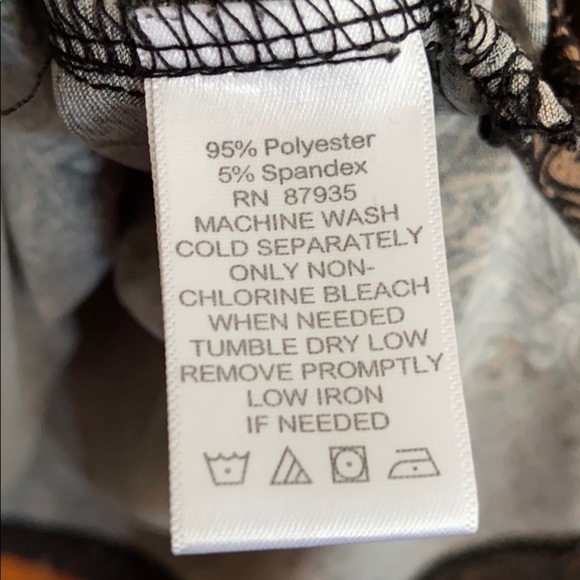 95% Polyester
5% Spandex
RN 87935
MACHINE WASH
COLD SEPARATELY
ONLY NON-
CHLORINE BLEACH
WHEN NEEDED
TUMBLE DRY LOW
REMOVE PROMPTLY
LOW IRON
IF NEEDED